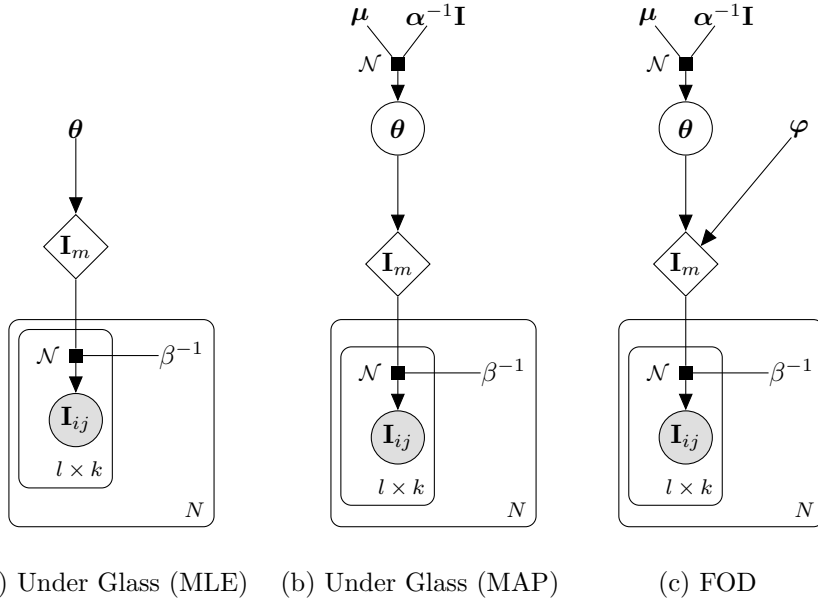 μ α⁻¹I μ α⁻¹I
𝒩 𝒩
θ θ θ φ
I_m I_m I_m
𝒩 β⁻¹ 𝒩 β⁻¹ 𝒩 β⁻¹
I_ij I_ij I_ij
l × k l × k l × k
N N N
) Under Glass (MLE) (b) Under Glass (MAP) (c) FOD